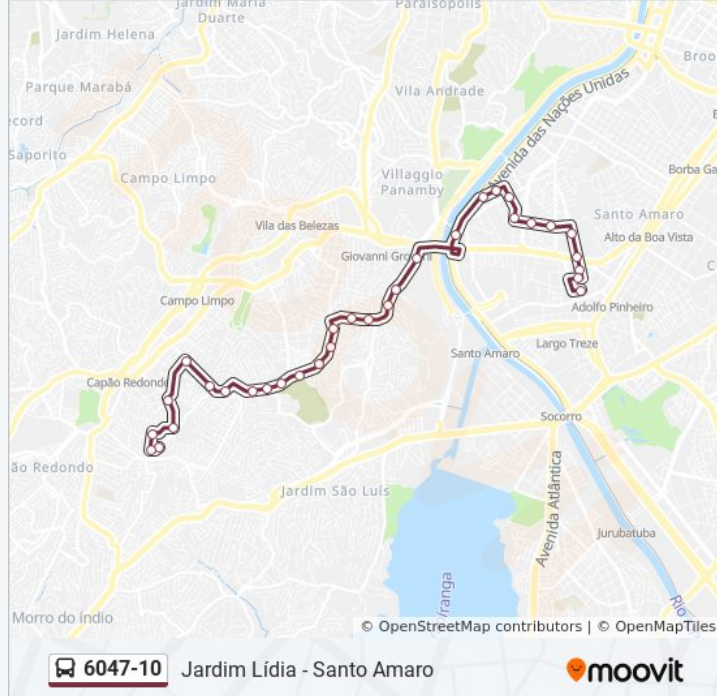 Jardim Maria
Duarte
Paraisópolis
Jardim Helena
Parque Marabá
Vila Andrade
Avenida das Nações Unidas
Saporito
Campo Limpo
Villaggio
Panamby
Borba Ga
Santo Amaro
Vila das Belezas
Alto da Boa Vista
Campo Limpo
Adolfo Pinheiro
Largo Treze
Santo Amaro
Capão Redondo
Socorro
ão Redondo
Avenida Atlântica
Jardim São Luís
Jurubatuba
Morro do Índio
© OpenStreetMap contributors | © OpenMapTiles
6047-10
Jardim Lídia - Santo Amaro
moovit